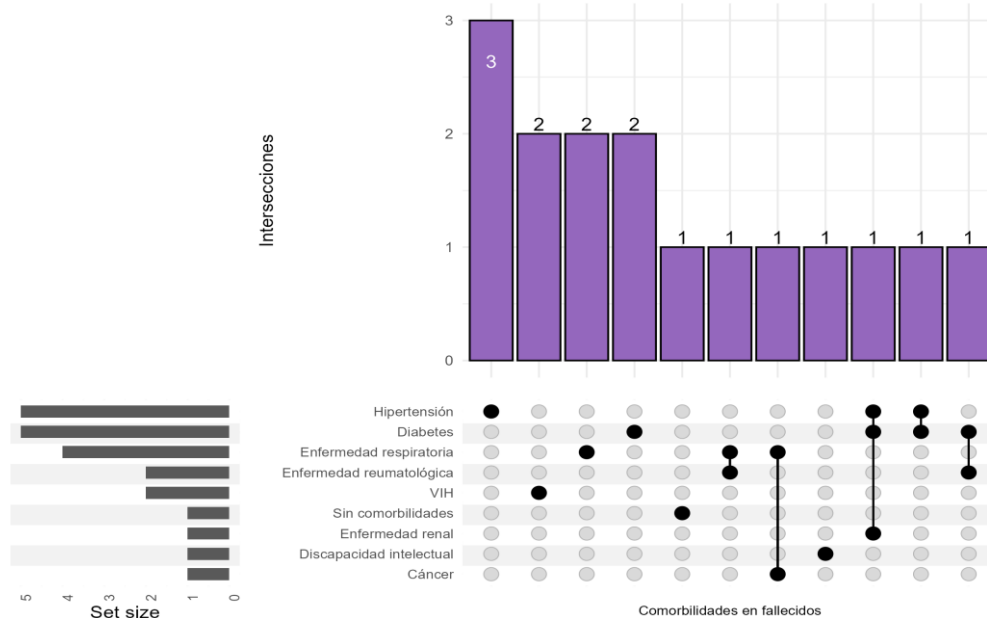 3
2
1
0
Intersecciones
3
2
2
2
1
1
1
1
1
1
1
Hipertensión
Diabetes
Enfermedad respiratoria
Enfermedad reumatológica
VIH
Sin comorbilidades
Enfermedad renal
Discapacidad intelectual
Cáncer
5
4
3
2
1
0
Set size
Comorbilidades en fallecidos